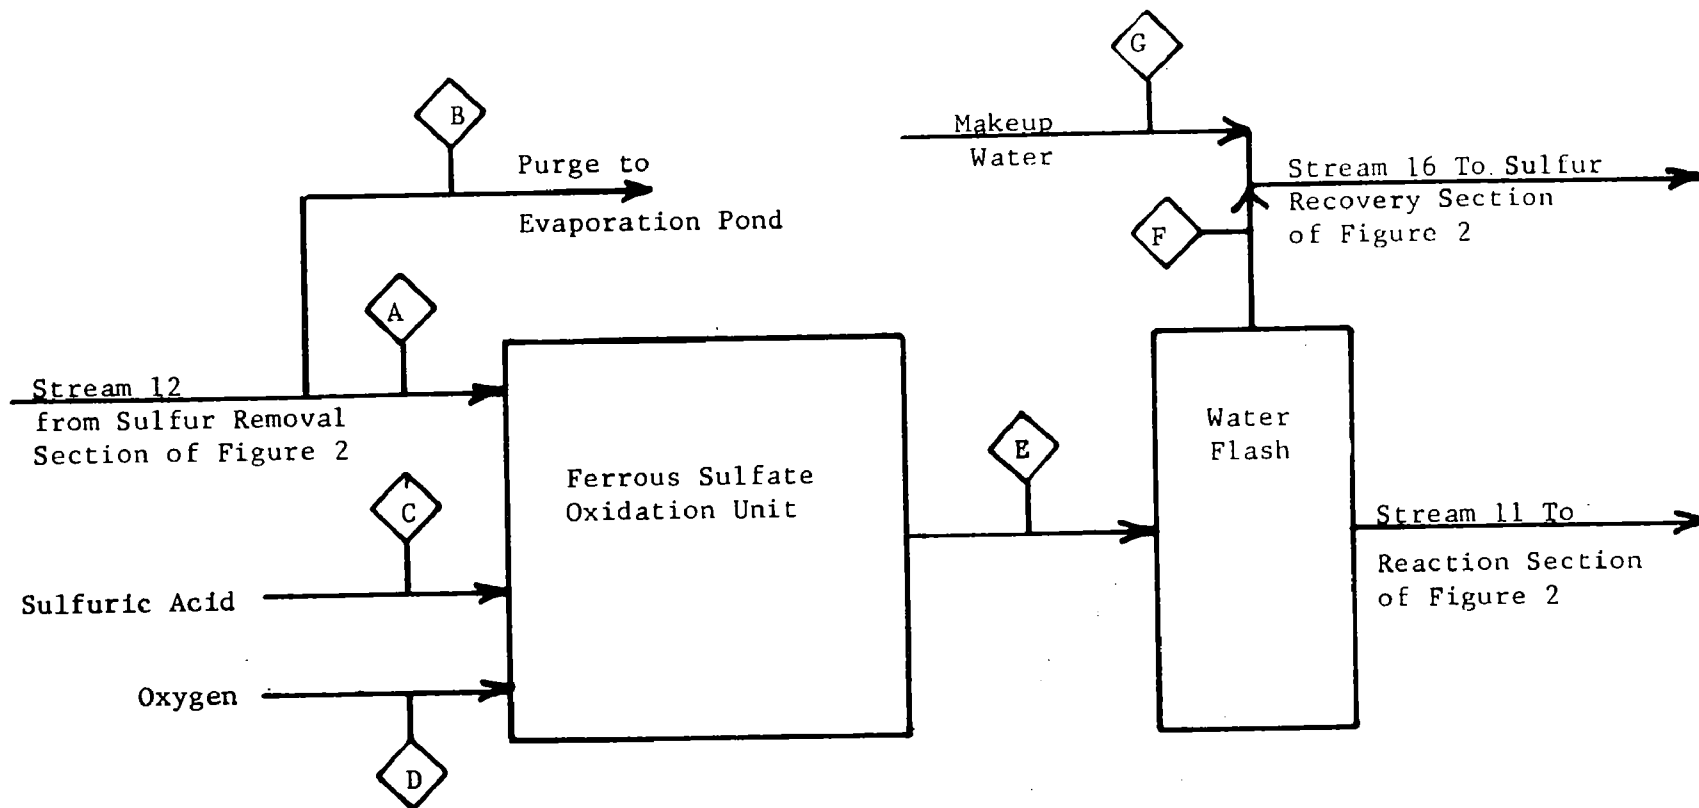 G
B
Makeup
Water
Purge to
Evaporation Pond
Stream 16 To Sulfur
Recovery Section
of Figure 2
F
A
Stream 12
from Sulfur Removal
Section of Figure 2
Ferrous Sulfate
Oxidation Unit
E
Water
Flash
C
Sulfuric Acid
Stream 11 To
Reaction Section
of Figure 2
Oxygen
D